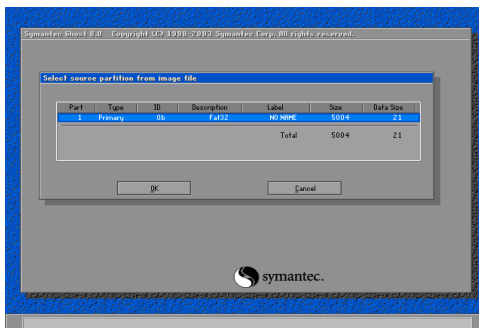 Symantec Ghost 8.0 Copyright (C) 1998-2003 Symantec Corp. All rights reserved.
Select source partition from image file
Part Type ID Description Label Size Data Size
1 Primary 0b Fat32 NO NAME 5004 21
Total 5004 21
OK Cancel
symantec.